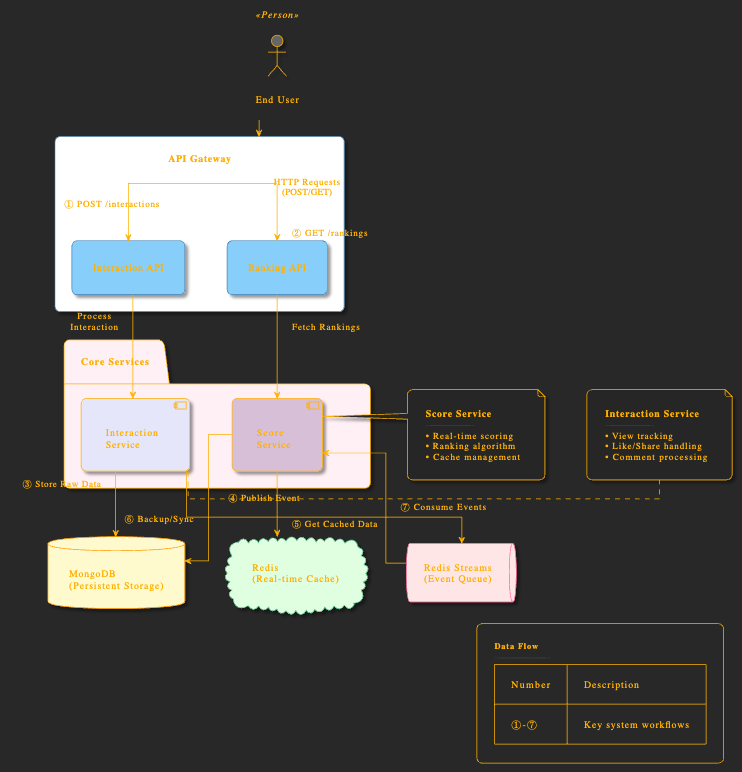 «Person»
End User
API Gateway
HTTP Requests
(POST/GET)
① POST /interactions
② GET /rankings
Interaction API
Ranking API
Process
Interaction
Fetch Rankings
Core Services
Interaction
Service
Score
Service
Score Service
• Real-time scoring
• Ranking algorithm
• Cache management
Interaction Service
• View tracking
• Like/Share handling
• Comment processing
③ Store Raw Data
④ Publish Event
⑦ Consume Events
⑥ Backup/Sync
⑤ Get Cached Data
MongoDB
(Persistent Storage)
Redis
(Real-time Cache)
Redis Streams
(Event Queue)
Data Flow
Number
Description
①-⑦
Key system workflows